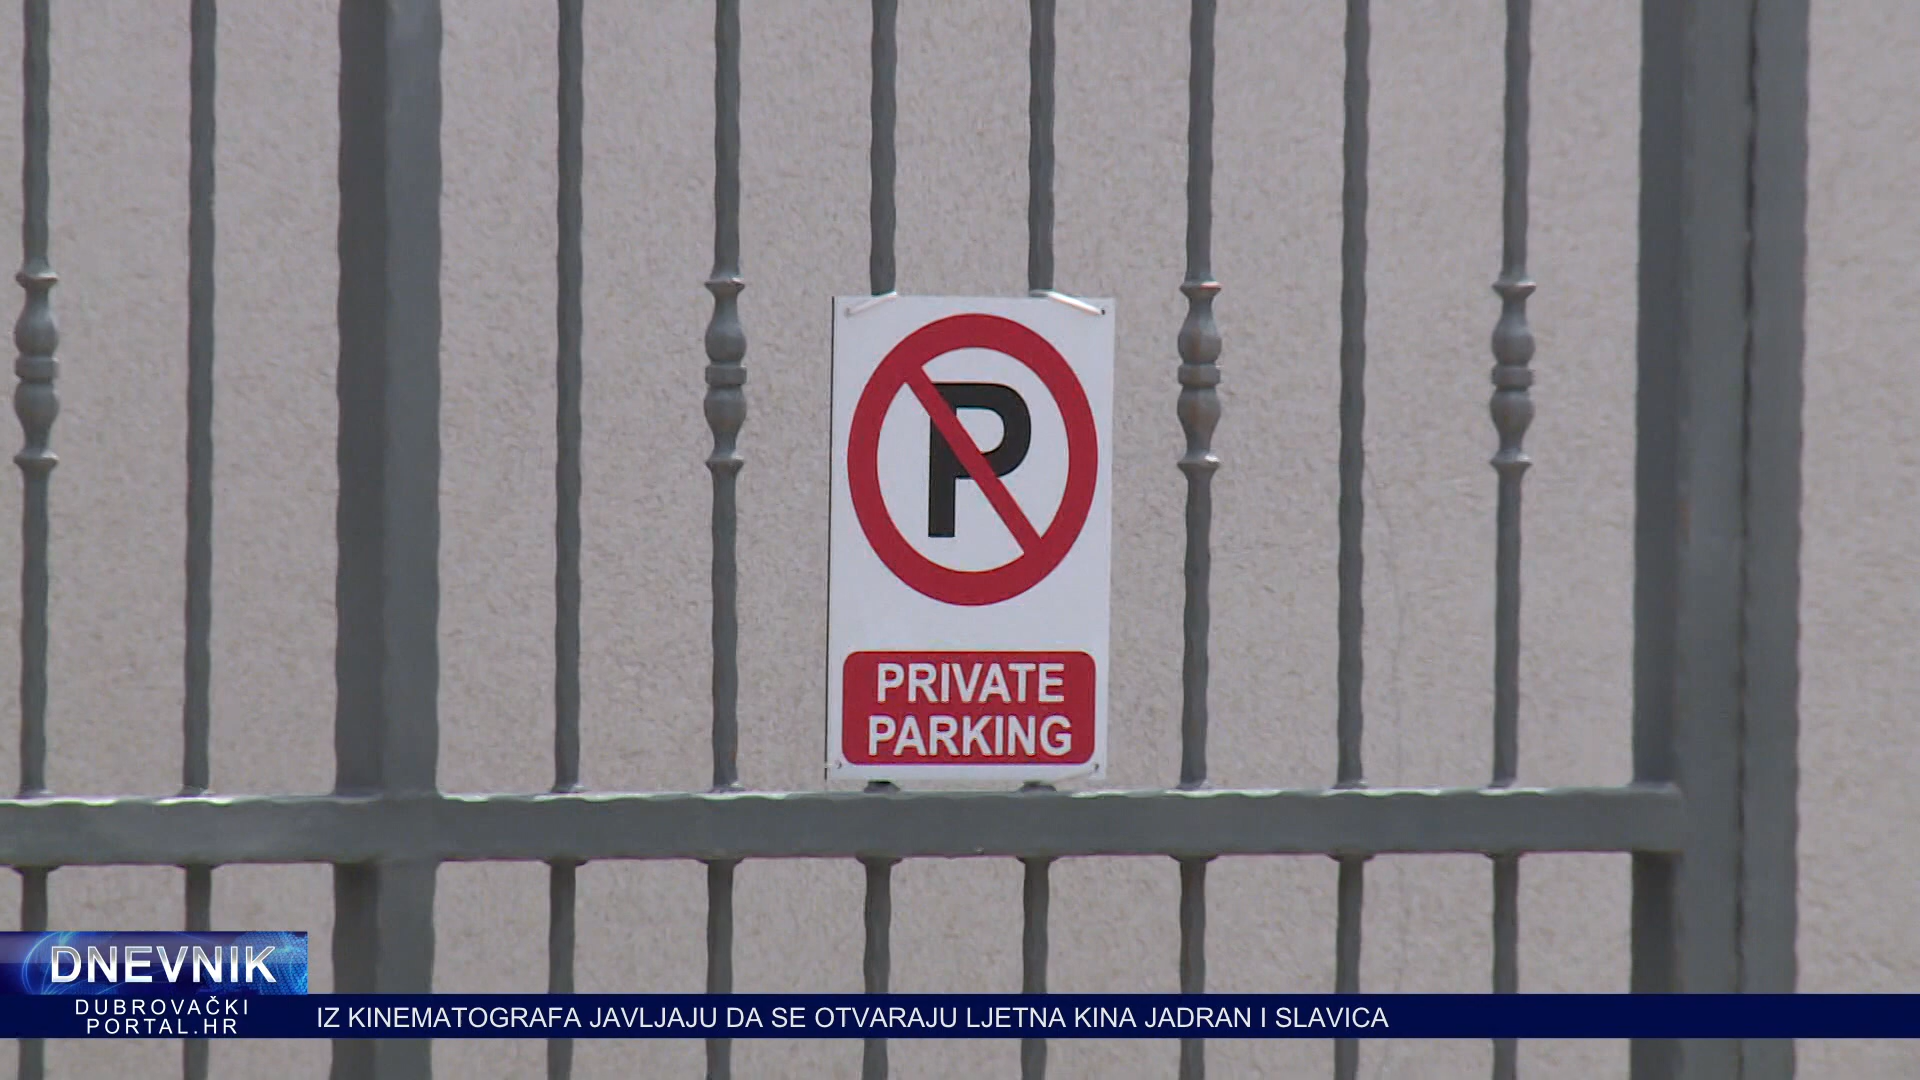 P
PRIVATE
PARKING
DNEVNIK
DUBROVAČKI
PORTAL.HR
IZ KINEMATOGRAFA JAVLJAJU DA SE OTVARAJU LJETNA KINA JADRAN I SLAVICA